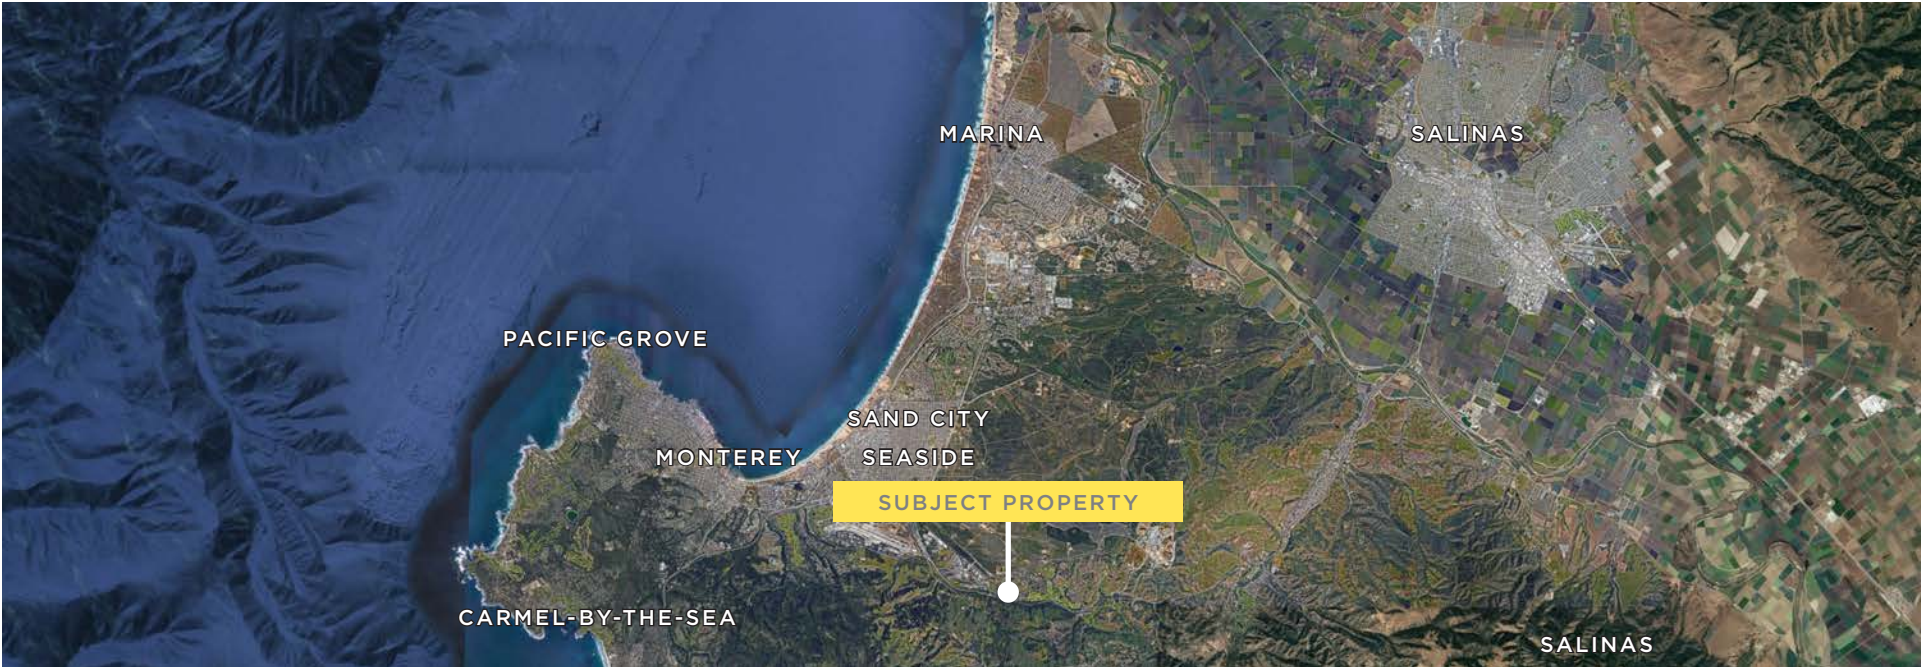 MARINA
SALINAS
PACIFIC GROVE
SAND CITY
MONTEREY
SEASIDE
SUBJECT PROPERTY
CARMEL-BY-THE-SEA
SALINAS